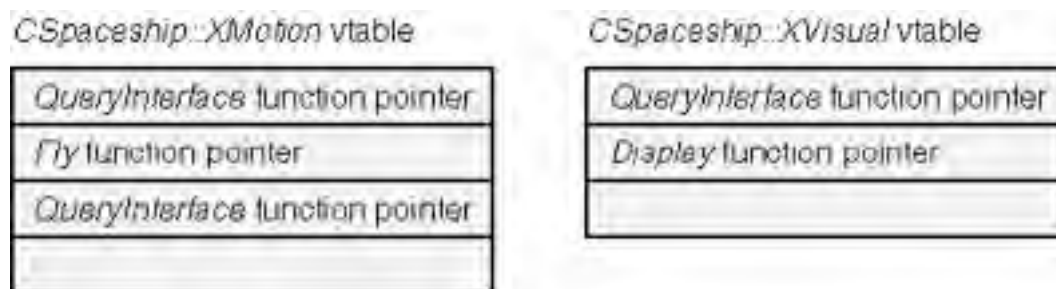 CSpaceship::XMotion vtable
QueryInterface function pointer
Fly function pointer
QueryInterface function pointer
CSpaceship::XVisual vtable
QueryInterface function pointer
Display function pointer